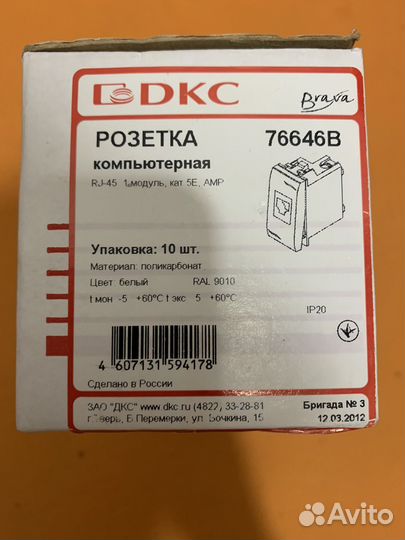 DKC
Brava
РОЗЕТКА 76646B
компьютерная
RJ-45 1 модуль, кат. 5E, AMP
Упаковка: 10 шт.
Материал: поликарбонат
Цвет: белый RAL 9010
t мон -5 +60°C t экс 5 +60°C
IP20
4 607131 594178
Сделано в России
ЗАО "ДКС" www.dkc.ru (4822) 33-28-81
г.Тверь, Б Перемерки, ул. Бочкина, 15
Бригада № 3
12.03.2012
Avito